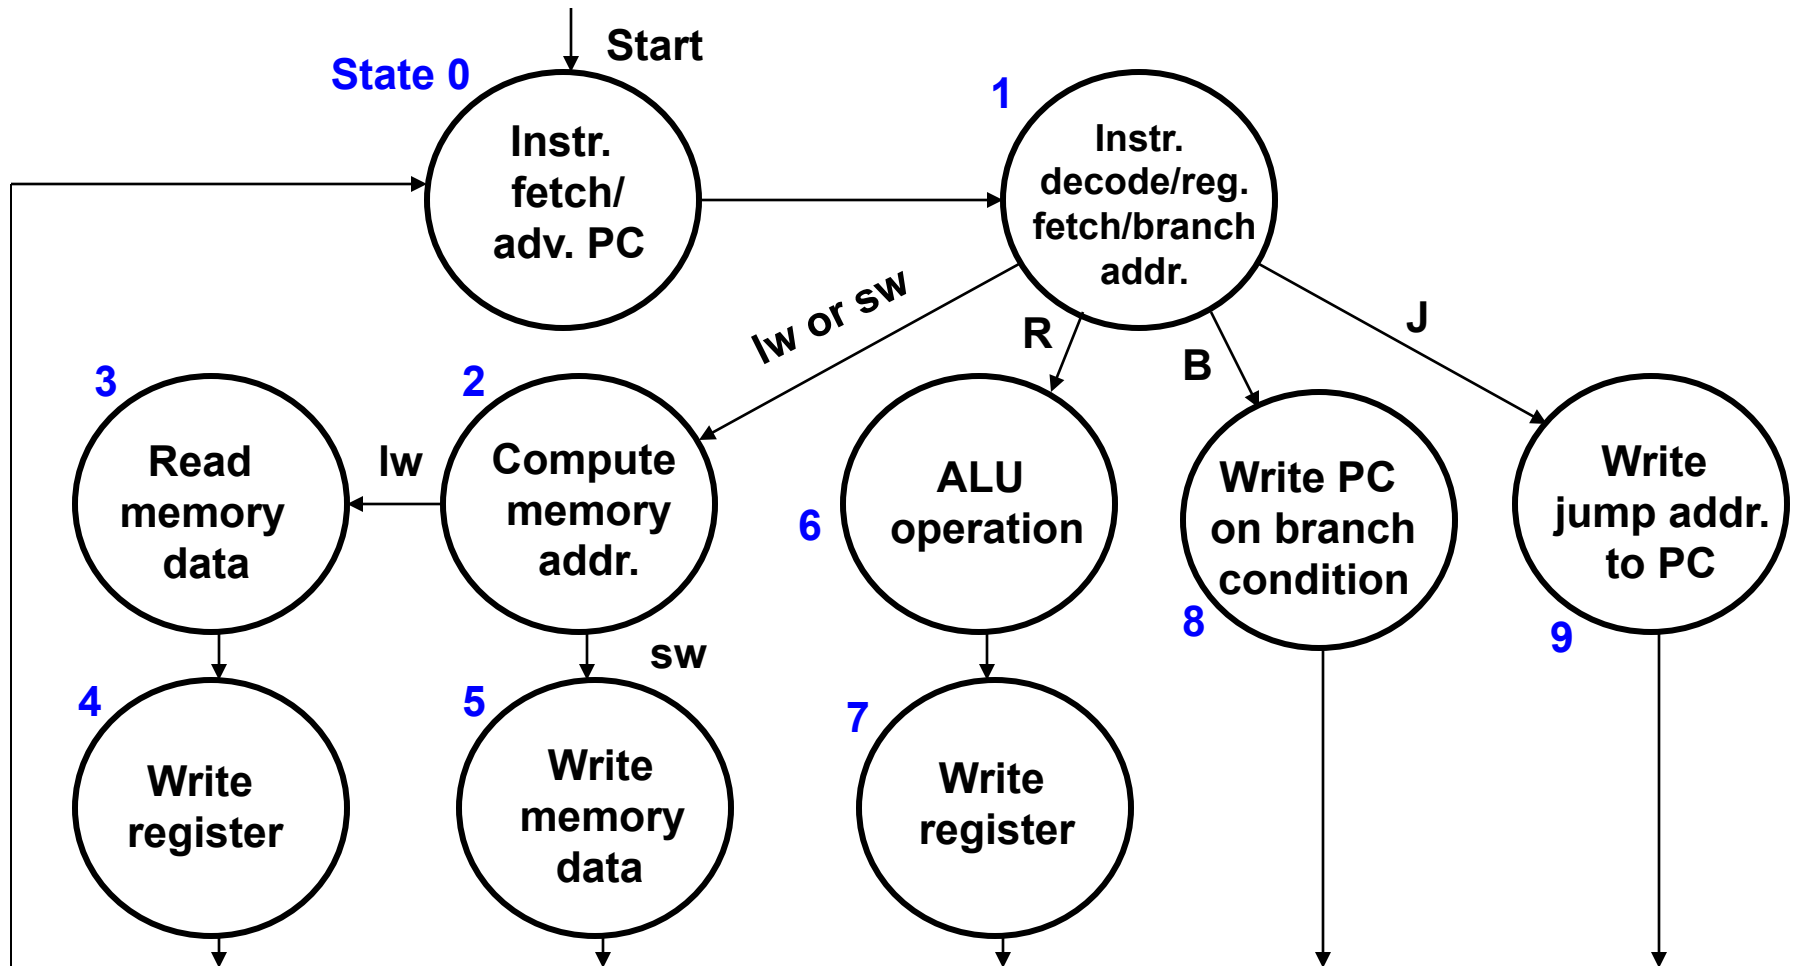 Start
State 0
Instr.
fetch/
adv. PC
1
Instr.
decode/reg.
fetch/branch
addr.
lw or sw
R
B
J
3
Read
memory
data
lw
2
Compute
memory
addr.
6
ALU
operation
Write PC
on branch
condition
8
Write
jump addr.
to PC
9
sw
4
Write
register
5
Write
memory
data
7
Write
register